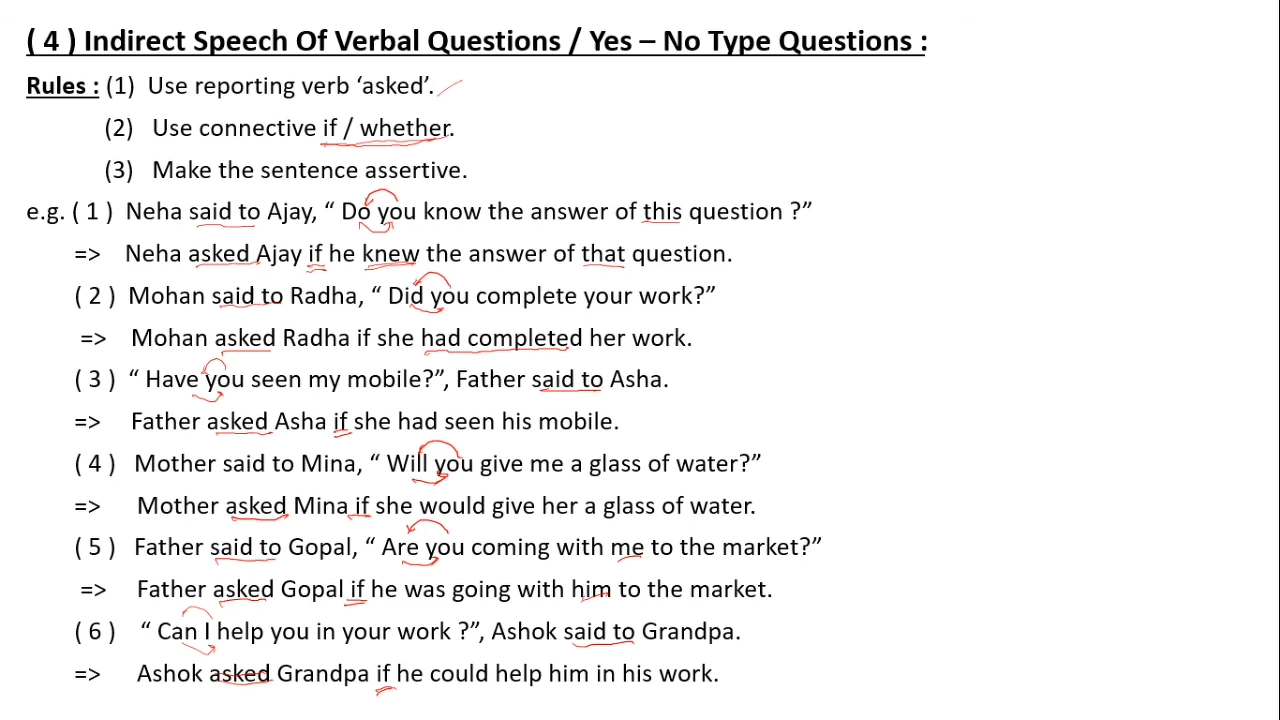 ( 4 ) Indirect Speech Of Verbal Questions / Yes – No Type Questions :
Rules : (1) Use reporting verb ‘asked’.
(2) Use connective if / whether.
(3) Make the sentence assertive.
e.g. ( 1 ) Neha said to Ajay, “ Do you know the answer of this question ?”
=> Neha asked Ajay if he knew the answer of that question.
( 2 ) Mohan said to Radha, “ Did you complete your work?”
=> Mohan asked Radha if she had completed her work.
( 3 ) “ Have you seen my mobile?”, Father said to Asha.
=> Father asked Asha if she had seen his mobile.
( 4 ) Mother said to Mina, “ Will you give me a glass of water?”
=> Mother asked Mina if she would give her a glass of water.
( 5 ) Father said to Gopal, “ Are you coming with me to the market?”
=> Father asked Gopal if he was going with him to the market.
( 6 ) “ Can I help you in your work ?”, Ashok said to Grandpa.
=> Ashok asked Grandpa if he could help him in his work.